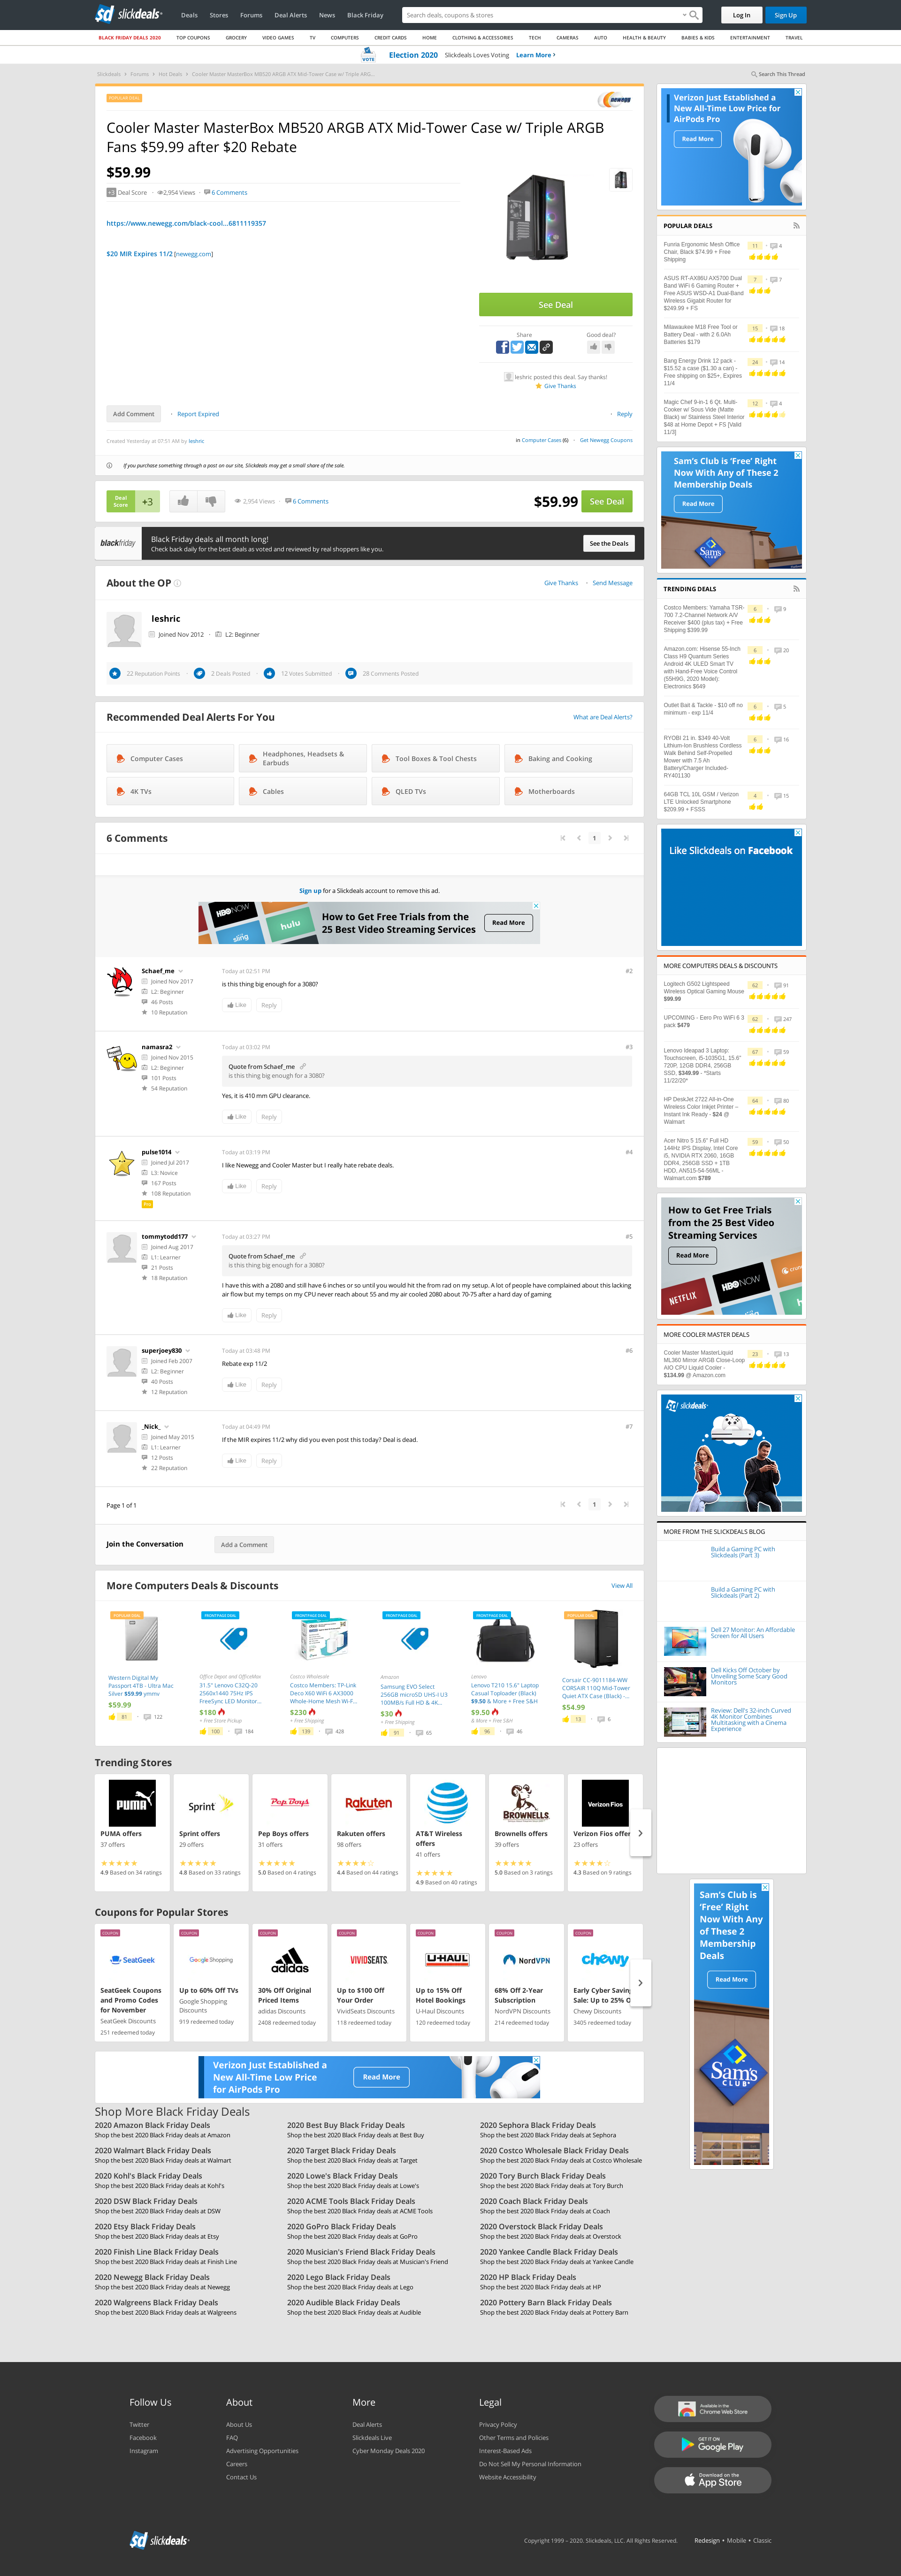 slickdeals
Deals Stores Forums Deal Alerts News Black Friday
Search deals, coupons & stores
Log In Sign Up
BLACK FRIDAY DEALS 2020 TOP COUPONS GROCERY VIDEO GAMES TV COMPUTERS CREDIT CARDS HOME CLOTHING & ACCESSORIES TECH CAMERAS AUTO HEALTH & BEAUTY BABIES & KIDS ENTERTAINMENT TRAVEL
VOTE Election 2020 Slickdeals Loves Voting Learn More ›
Slickdeals › Forums › Hot Deals › Cooler Master MasterBox MB520 ARGB ATX Mid-Tower Case w/ Triple ARG...
Search This Thread
POPULAR DEAL
newegg
Cooler Master MasterBox MB520 ARGB ATX Mid-Tower Case w/ Triple ARGB
Fans $59.99 after $20 Rebate
$59.99
+3 Deal Score 2,954 Views 6 Comments
https://www.newegg.com/black-cool...6811119357
$20 MIR Expires 11/2 [newegg.com]
See Deal
Share Good deal?
leshric posted this deal. Say thanks!
Give Thanks
Add Comment Report Expired Reply
Created Yesterday at 07:51 AM by leshric
in Computer Cases (6) Get Newegg Coupons
If you purchase something through a post on our site, Slickdeals may get a small share of the sale.
Deal Score +3 2,954 Views 6 Comments $59.99 See Deal
blackfriday
Black Friday deals all month long!
Check back daily for the best deals as voted and reviewed by real shoppers like you.
See the Deals
About the OP
Give Thanks Send Message
leshric
Joined Nov 2012 L2: Beginner
22 Reputation Points 2 Deals Posted 12 Votes Submitted 28 Comments Posted
Recommended Deal Alerts For You
What are Deal Alerts?
Computer Cases
Headphones, Headsets & Earbuds
Tool Boxes & Tool Chests
Baking and Cooking
4K TVs
Cables
QLED TVs
Motherboards
6 Comments
1
Sign up for a Slickdeals account to remove this ad.
HBO NOW hulu sling
How to Get Free Trials from the
25 Best Video Streaming Services
Read More
Schaef_me
Joined Nov 2017
L2: Beginner
46 Posts
10 Reputation
Today at 02:51 PM #2
is this thing big enough for a 3080?
Like Reply
namasra2
Joined Nov 2015
L2: Beginner
101 Posts
54 Reputation
Today at 03:02 PM #3
Quote from Schaef_me
is this thing big enough for a 3080?
Yes, it is 410 mm GPU clearance.
Like Reply
pulse1014
Joined Jul 2017
L3: Novice
167 Posts
108 Reputation
Pro
Today at 03:19 PM #4
I like Newegg and Cooler Master but I really hate rebate deals.
Like Reply
tommytodd177
Joined Aug 2017
L1: Learner
21 Posts
18 Reputation
Today at 03:27 PM #5
Quote from Schaef_me
is this thing big enough for a 3080?
I have this with a 2080 and still have 6 inches or so until you would hit the from rad on my setup. A lot of people have complained about this lacking
air flow but my temps on my CPU never reach about 55 and my air cooled 2080 about 70-75 after a hard day of gaming
Like Reply
superjoey830
Joined Feb 2007
L2: Beginner
40 Posts
12 Reputation
Today at 03:48 PM #6
Rebate exp 11/2
Like Reply
_Nick_
Joined May 2015
L1: Learner
12 Posts
22 Reputation
Today at 04:49 PM #7
If the MIR expires 11/2 why did you even post this today? Deal is dead.
Like Reply
Page 1 of 1
1
Join the Conversation Add a Comment
More Computers Deals & Discounts
View All
POPULAR DEAL
Western Digital My
Passport 4TB - Ultra Mac
Silver $59.99 ymmv
$59.99
81 122
FRONTPAGE DEAL
Office Depot and OfficeMax
31.5" Lenovo C32Q-20
2560x1440 75Hz IPS
FreeSync LED Monitor...
$180
+ Free Store Pickup
100 184
FRONTPAGE DEAL
Costco Wholesale
Costco Members: TP-Link
Deco X60 WiFi 6 AX3000
Whole-Home Mesh Wi-F...
$230
+ Free Shipping
139 428
FRONTPAGE DEAL
Amazon
Samsung EVO Select
256GB microSD UHS-I U3
100MB/s Full HD & 4K...
$30
+ Free Shipping
91 65
FRONTPAGE DEAL
Lenovo
Lenovo T210 15.6" Laptop
Casual Toploader (Black)
$9.50 & More + Free S&H
$9.50
& More + Free S&H
96 46
POPULAR DEAL
Corsair CC-9011184-WW
CORSAIR 110Q Mid-Tower
Quiet ATX Case (Black) -...
$54.99
13 6
Trending Stores
PUMA
PUMA offers
37 offers
4.9 Based on 34 ratings
Sprint
Sprint offers
29 offers
4.8 Based on 33 ratings
Pep Boys
Pep Boys offers
31 offers
5.0 Based on 4 ratings
Rakuten
Rakuten offers
98 offers
4.4 Based on 44 ratings
AT&T Wireless
offers
41 offers
4.9 Based on 40 ratings
BROWNELLS
Brownells offers
39 offers
5.0 Based on 3 ratings
Verizon Fios
Verizon Fios offer
23 offers
4.3 Based on 9 ratings
Coupons for Popular Stores
COUPON
SeatGeek
SeatGeek Coupons
and Promo Codes
for November
SeatGeek Discounts
251 redeemed today
COUPON
Google Shopping
Up to 60% Off TVs
Google Shopping
Discounts
919 redeemed today
COUPON
adidas
30% Off Original
Priced Items
adidas Discounts
2408 redeemed today
COUPON
VIVIDSEATS
Up to $100 Off
Your Order
VividSeats Discounts
118 redeemed today
COUPON
U-HAUL
Up to 15% Off
Hotel Bookings
U-Haul Discounts
120 redeemed today
COUPON
NordVPN
68% Off 2-Year
Subscription
NordVPN Discounts
214 redeemed today
COUPON
chewy
Early Cyber Saving
Sale: Up to 25% O
Chewy Discounts
3405 redeemed today
Verizon Just Established a
New All-Time Low Price
for AirPods Pro
Read More
Shop More Black Friday Deals
2020 Amazon Black Friday Deals
Shop the best 2020 Black Friday deals at Amazon
2020 Best Buy Black Friday Deals
Shop the best 2020 Black Friday deals at Best Buy
2020 Sephora Black Friday Deals
Shop the best 2020 Black Friday deals at Sephora
2020 Walmart Black Friday Deals
Shop the best 2020 Black Friday deals at Walmart
2020 Target Black Friday Deals
Shop the best 2020 Black Friday deals at Target
2020 Costco Wholesale Black Friday Deals
Shop the best 2020 Black Friday deals at Costco Wholesale
2020 Kohl's Black Friday Deals
Shop the best 2020 Black Friday deals at Kohl's
2020 Lowe's Black Friday Deals
Shop the best 2020 Black Friday deals at Lowe's
2020 Tory Burch Black Friday Deals
Shop the best 2020 Black Friday deals at Tory Burch
2020 DSW Black Friday Deals
Shop the best 2020 Black Friday deals at DSW
2020 ACME Tools Black Friday Deals
Shop the best 2020 Black Friday deals at ACME Tools
2020 Coach Black Friday Deals
Shop the best 2020 Black Friday deals at Coach
2020 Etsy Black Friday Deals
Shop the best 2020 Black Friday deals at Etsy
2020 GoPro Black Friday Deals
Shop the best 2020 Black Friday deals at GoPro
2020 Overstock Black Friday Deals
Shop the best 2020 Black Friday deals at Overstock
2020 Finish Line Black Friday Deals
Shop the best 2020 Black Friday deals at Finish Line
2020 Musician's Friend Black Friday Deals
Shop the best 2020 Black Friday deals at Musician's Friend
2020 Yankee Candle Black Friday Deals
Shop the best 2020 Black Friday deals at Yankee Candle
2020 Newegg Black Friday Deals
Shop the best 2020 Black Friday deals at Newegg
2020 Lego Black Friday Deals
Shop the best 2020 Black Friday deals at Lego
2020 HP Black Friday Deals
Shop the best 2020 Black Friday deals at HP
2020 Walgreens Black Friday Deals
Shop the best 2020 Black Friday deals at Walgreens
2020 Audible Black Friday Deals
Shop the best 2020 Black Friday deals at Audible
2020 Pottery Barn Black Friday Deals
Shop the best 2020 Black Friday deals at Pottery Barn
Verizon Just Established a
New All-Time Low Price for
AirPods Pro
Read More
POPULAR DEALS
Furina Ergonomic Mesh Office
Chair, Black $74.99 + Free
Shipping
11 4
ASUS RT-AX86U AX5700 Dual
Band WiFi 6 Gaming Router +
Free ASUS WSD-A1 Dual-Band
Wireless Gigabit Router for
$249.99 + FS
7 7
Milawaukee M18 Free Tool or
Battery Deal - with 2 6.0Ah
Batteries $179
15 18
Bang Energy Drink 12 pack -
$15.52 a case ($1.30 a can) -
Free shipping on $25+. Expires
11/4
24 14
Magic Chef 9-in-1 6 Qt. Multi-
Cooker w/ Sous Vide (Matte
Black) w/ Stainless Steel Interior
$48 at Home Depot + FS [Valid
11/3]
12 4
Sam's Club is 'Free' Right
Now With Any of These 2
Membership Deals
Read More
Sam's
TRENDING DEALS
Costco Members: Yamaha TSR-
700 7.2-Channel Network A/V
Receiver $400 (plus tax) + Free
Shipping $399.99
6 9
Amazon.com: Hisense 55-Inch
Class H9 Quantum Series
Android 4K ULED Smart TV
with Hand-Free Voice Control
(55H9G, 2020 Model):
Electronics $649
6 20
Outlet Bait & Tackle - $10 off no
minimum - exp 11/4
6 5
RYOBI 21 in. $349 40-Volt
Lithium-Ion Brushless Cordless
Walk Behind Self-Propelled
Mower with 7.5 Ah
Battery/Charger Included-
RY401130
6 16
64GB TCL 10L GSM / Verizon
LTE Unlocked Smartphone
$209.99 + FSSS
4 15
Like Slickdeals on Facebook
MORE COMPUTERS DEALS & DISCOUNTS
Logitech G502 Lightspeed
Wireless Optical Gaming Mouse
$99.99
62 91
UPCOMING - Eero Pro WiFi 6 3
pack $479
62 247
Lenovo Ideapad 3 Laptop:
Touchscreen, i5-1035G1, 15.6"
720P, 12GB DDR4, 256GB
SSD, $349.99 - *Starts
11/22/20*
67 59
HP DeskJet 2722 All-in-One
Wireless Color Inkjet Printer –
Instant Ink Ready - $24 @
Walmart
64 80
Acer Nitro 5 15.6" Full HD
144Hz IPS Display, Intel Core
i5, NVIDIA RTX 2060, 16GB
DDR4, 256GB SSD + 1TB
HDD, AN515-54-56ML -
Walmart.com $789
59 50
How to Get Free Trials
from the 25 Best Video
Streaming Services
Read More
NETFLIX HBO NOW hulu sling
MORE COOLER MASTER DEALS
Cooler Master MasterLiquid
ML360 Mirror ARGB Close-Loop
AIO CPU Liquid Cooler -
$134.99 @ Amazon.com
23 13
slickdeals
MORE FROM THE SLICKDEALS BLOG
Build a Gaming PC with
Slickdeals (Part 3)
Build a Gaming PC with
Slickdeals (Part 2)
Dell 27 Monitor: An Affordable
Screen for All Users
Dell Kicks Off October by
Unveiling Some Scary Good
Monitors
Review: Dell's 32-inch Curved
4K Monitor Combines
Multitasking with a Cinema
Experience
Sam's Club is
'Free' Right
Now With Any
of These 2
Membership
Deals
Read More
Sam's
CLUB
Follow Us
Twitter
Facebook
Instagram
About
About Us
FAQ
Advertising Opportunities
Careers
Contact Us
More
Deal Alerts
Slickdeals Live
Cyber Monday Deals 2020
Legal
Privacy Policy
Other Terms and Policies
Interest-Based Ads
Do Not Sell My Personal Information
Website Accessibility
Available in the
Chrome Web Store
GET IT ON
Google Play
Download on the
App Store
slickdeals
Copyright 1999 – 2020. Slickdeals, LLC. All Rights Reserved. Redesign • Mobile • Classic